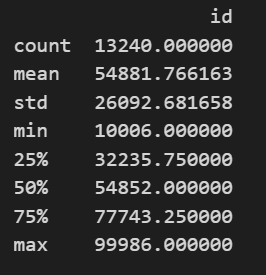 id
count 13240.000000
mean 54881.766163
std 26092.681658
min 10006.000000
25% 32235.750000
50% 54852.000000
75% 77743.250000
max 99986.000000